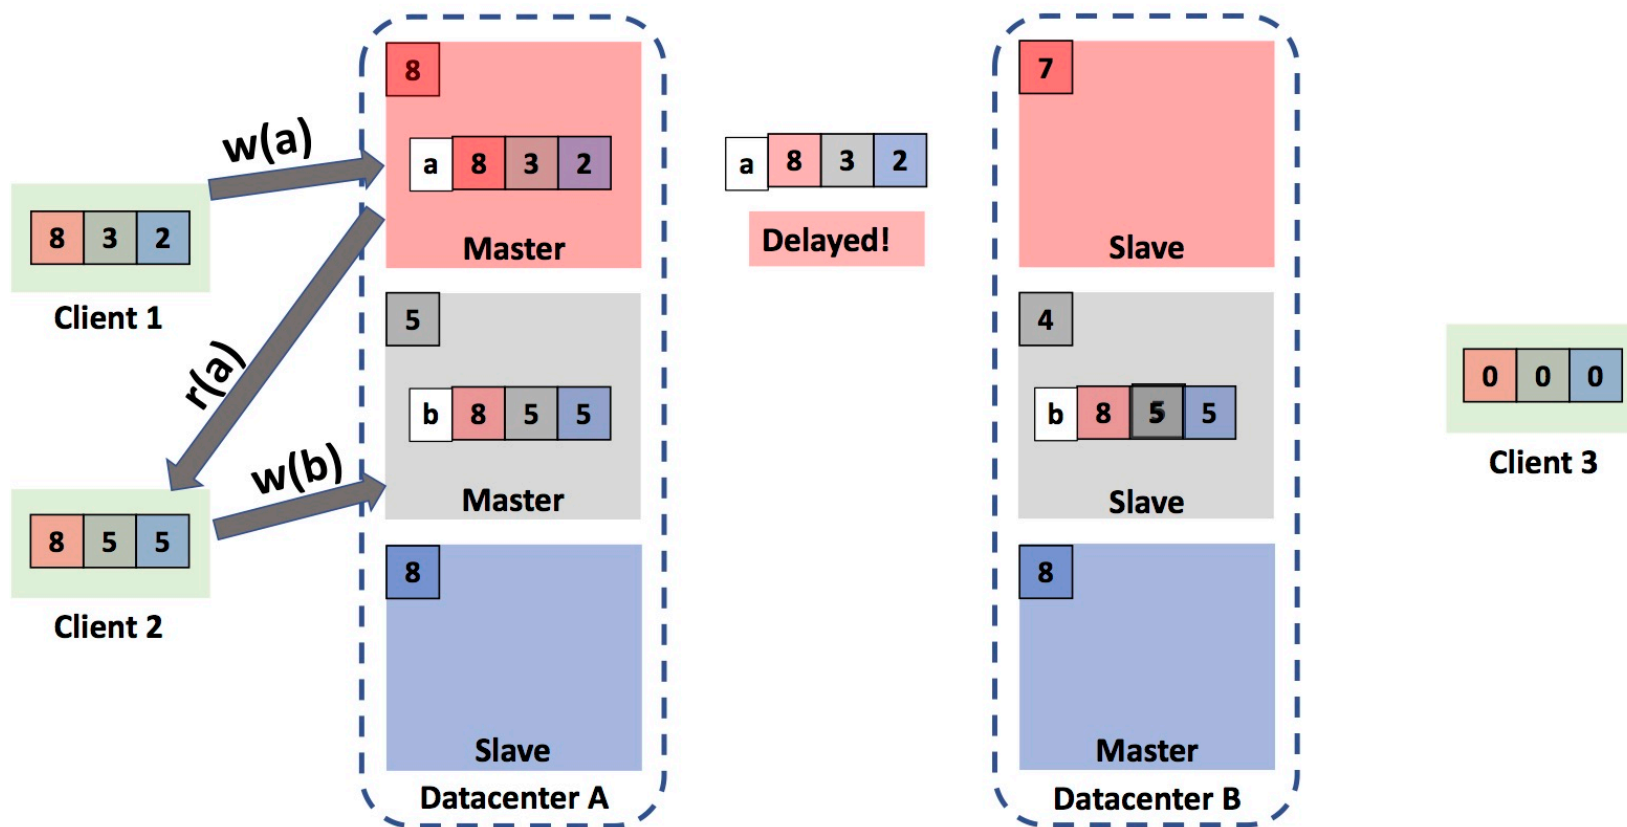 w(a)
8 3 2
Client 1
r(a)
8 5 5
Client 2
w(b)
8
a 8 3 2
Master
5
b 8 5 5
Master
8
Slave
Datacenter A
a 8 3 2
Delayed!
7
Slave
4
b 8 5 5
Slave
8
Master
Datacenter B
0 0 0
Client 3